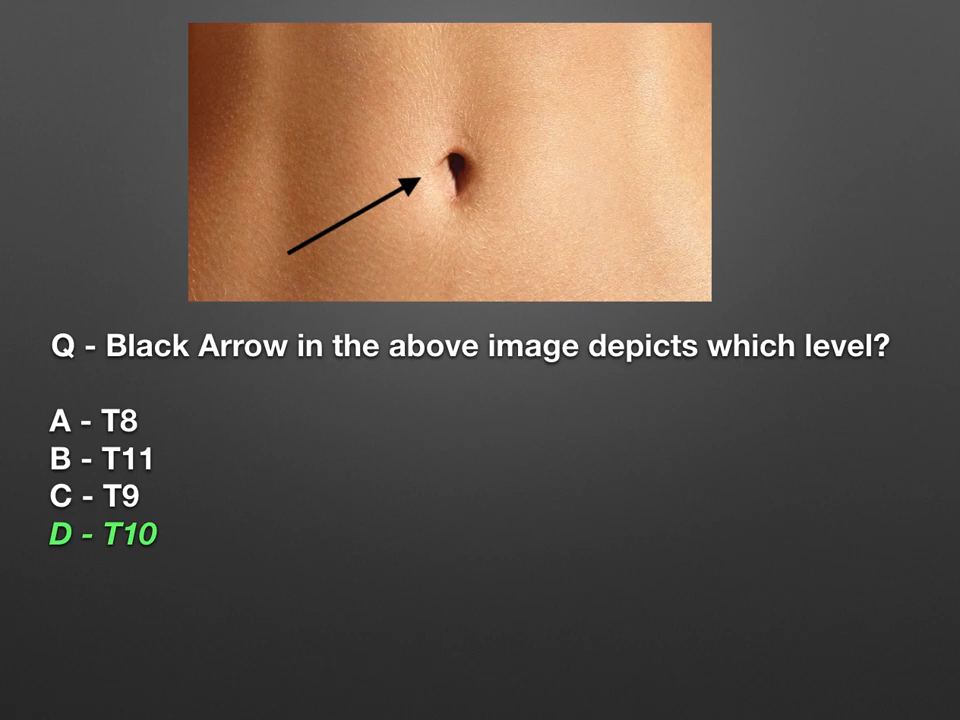 Q - Black Arrow in the above image depicts which level?
A - T8
B - T11
C - T9
D - T10